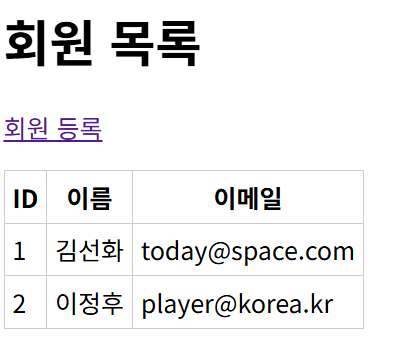 회원 목록
회원 등록
ID 이름 이메일
1 김선화 today@space.com
2 이정후 player@korea.kr